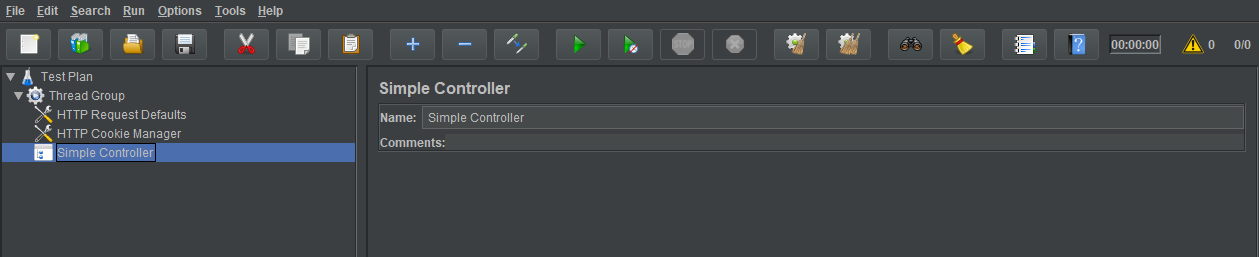 File Edit Search Run Options Tools Help
STOP 00:00:00 0 0/0
Test Plan
Thread Group
HTTP Request Defaults
HTTP Cookie Manager
Simple Controller
Simple Controller
Name: Simple Controller
Comments: